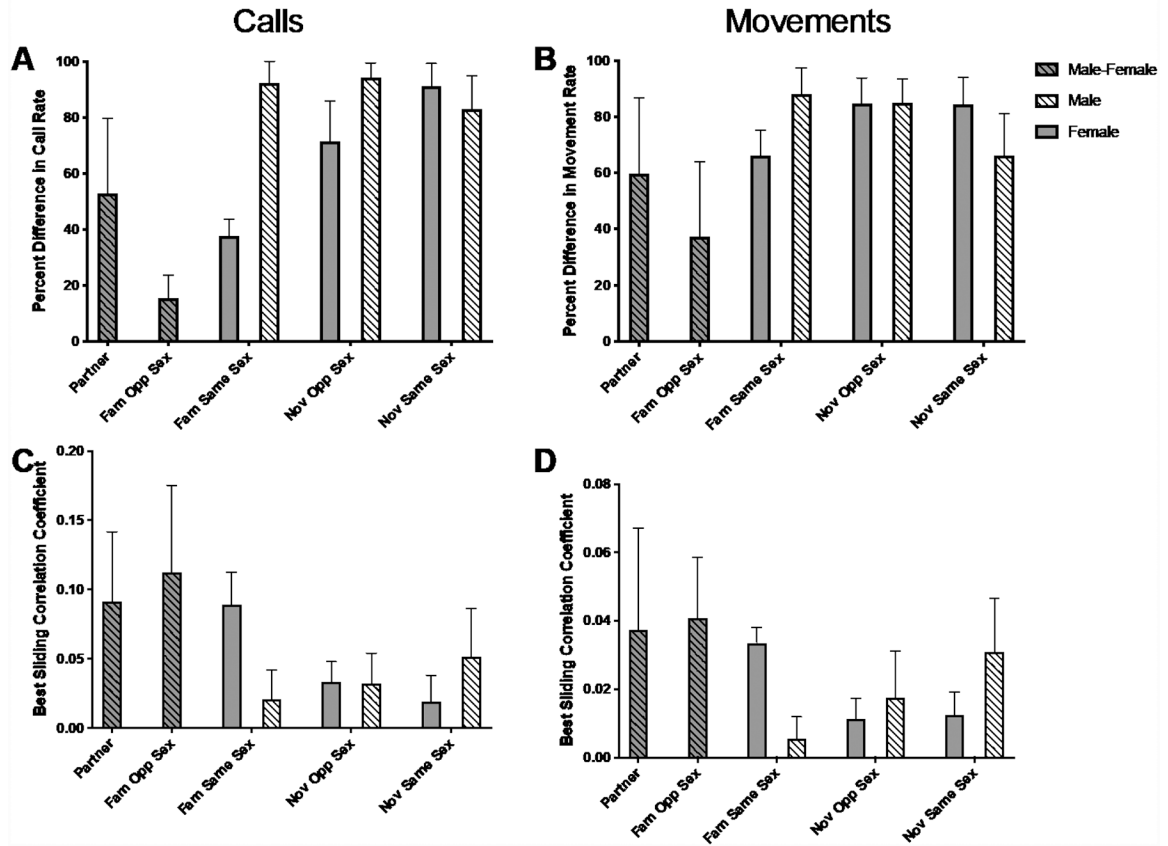 Calls
Movements
A
Percent Difference in Call Rate
100
80
60
40
20
0
Partner
Fam Opp Sex
Fam Same Sex
Nov Opp Sex
Nov Same Sex
B
Percent Difference in Movement Rate
100
80
60
40
20
0
Partner
Fam Opp Sex
Fam Same Sex
Nov Opp Sex
Nov Same Sex
Male-Female
Male
Female
C
Best Sliding Correlation Coefficient
0.20
0.15
0.10
0.05
0.00
Partner
Fam Opp Sex
Fam Same Sex
Nov Opp Sex
Nov Same Sex
D
Best Sliding Correlation Coefficient
0.08
0.06
0.04
0.02
0.00
Partner
Fam Opp Sex
Fam Same Sex
Nov Opp Sex
Nov Same Sex